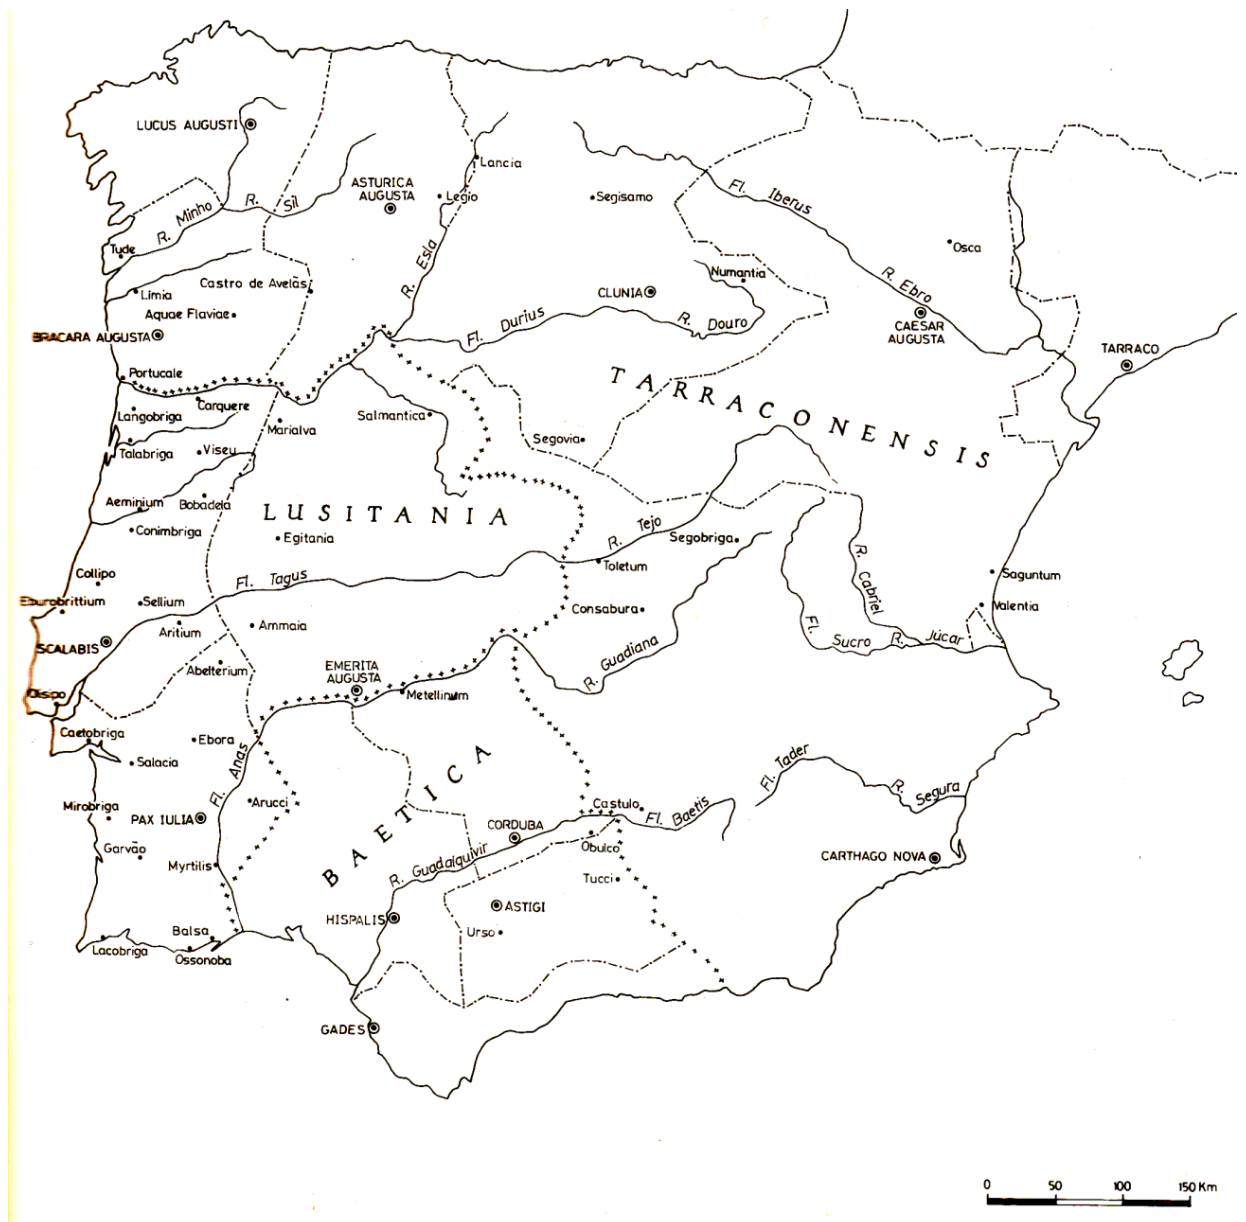 LUCUS AUGUSTI
ASTURICA
AUGUSTA
Lancia
Legio
Segisamo
Fl. Iberus
R. Minho
R. Sil
Tude
R. Esla
Osca
Numantia
R. Ebro
Límia
Castro de Avelãs
CLUNIA
Aquae Flaviae
Fl. Durius
R. Douro
CAESAR
AUGUSTA
BRACARA AUGUSTA
TARRACO
Portucale
TARRACONENSIS
Langobriga
Carquere
Marialva
Salmantica
Segovia
Talabriga
Viseu
Aeminium
Bobadela
LUSITANIA
Conimbriga
Egitania
R. Tejo
Segobriga
R. Cabriel
Collipo
Fl. Tagus
Toletum
Saguntum
Eburobrittium
Sellium
Consabura
Valentia
Aritium
Ammaia
SCALABIS
Fl. Sucro
R. Júcar
Abelterium
EMERITA
AUGUSTA
R. Guadiana
Olisipo
Metellinum
Caetobriga
Ebora
Salacia
Fl. Anas
BAETICA
Fl. Tader
R. Segura
Mirobriga
Arucci
Castulo
Fl. Baetis
PAX IULIA
CORDUBA
Garvão
Obulco
Myrtilis
R. Guadalquivir
CARTHAGO NOVA
Tucci
HISPALIS
ASTIGI
Balsa
Urso
Lacobriga
Ossonoba
GADES
0 50 100 150 Km